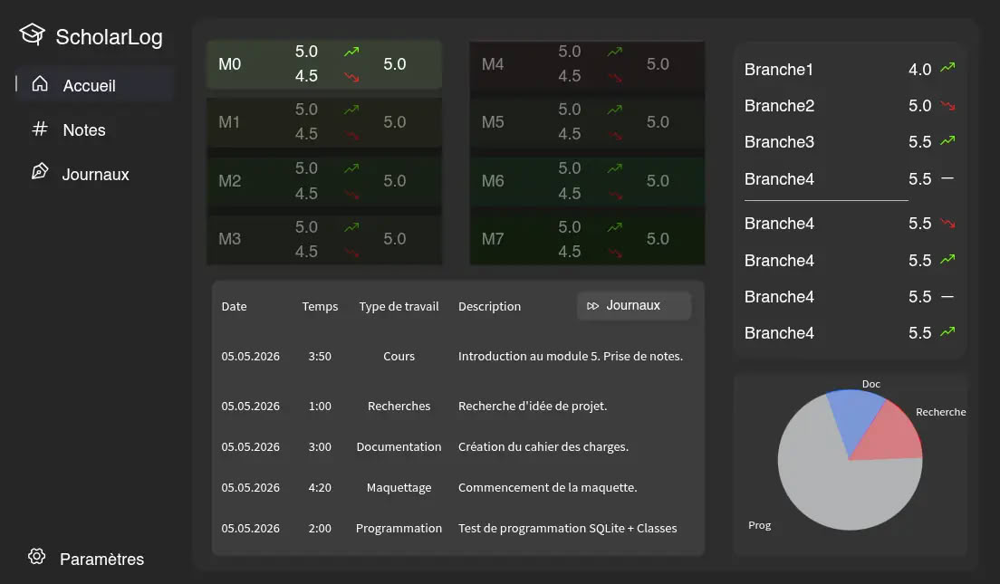 ScholarLog
Accueil
Notes
Journaux
Paramètres
M0 5.0 4.5 5.0
M1 5.0 4.5 5.0
M2 5.0 4.5 5.0
M3 5.0 4.5 5.0
M4 5.0 4.5 5.0
M5 5.0 4.5 5.0
M6 5.0 4.5 5.0
M7 5.0 4.5 5.0
Date Temps Type de travail Description Journaux
05.05.2026 3:50 Cours Introduction au module 5. Prise de notes.
05.05.2026 1:00 Recherches Recherche d'idée de projet.
05.05.2026 3:00 Documentation Création du cahier des charges.
05.05.2026 4:20 Maquettage Commencement de la maquette.
05.05.2026 2:00 Programmation Test de programmation SQLite + Classes
Branche1 4.0
Branche2 5.0
Branche3 5.5
Branche4 5.5
Branche4 5.5
Branche4 5.5
Branche4 5.5
Branche4 5.5
Doc
Recherche
Prog